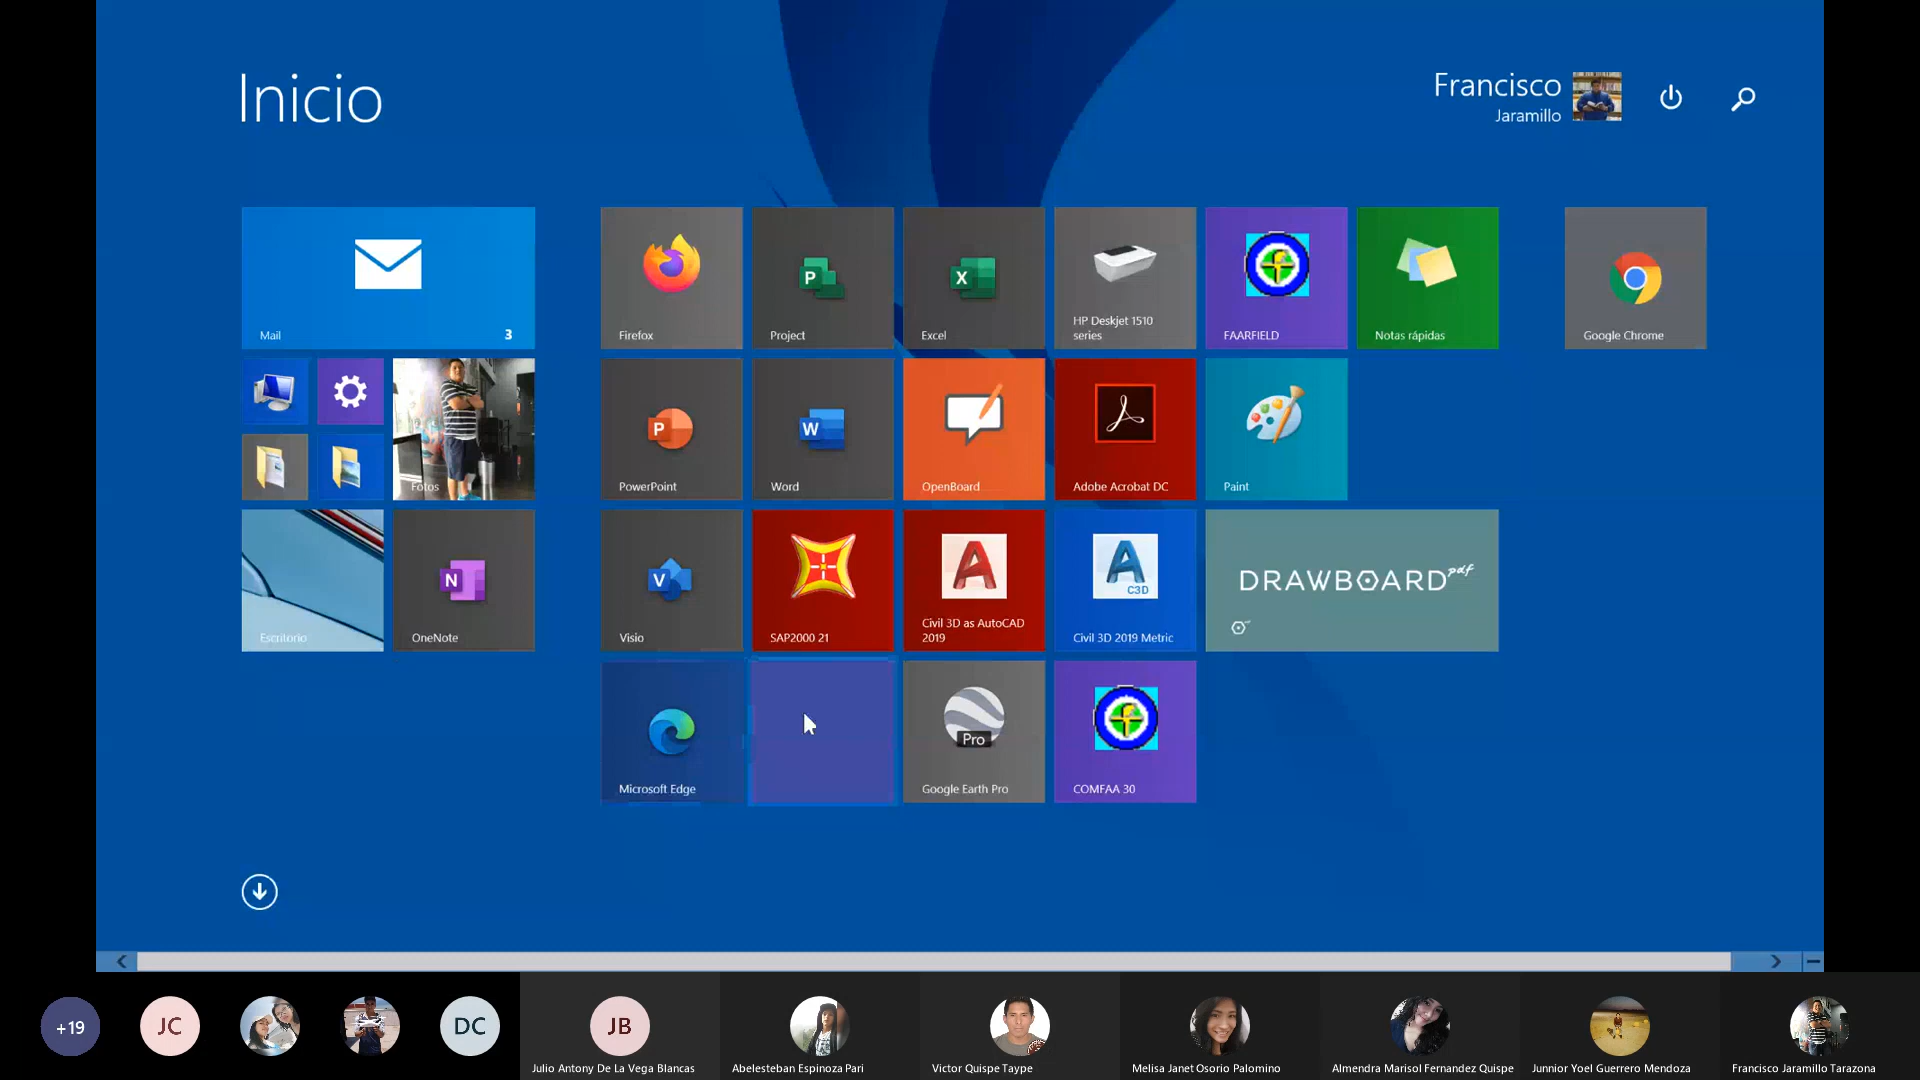 Inicio
Francisco
Jaramillo
Mail
3
Firefox
P
Project
X
Excel
HP Deskjet 1510
series
FAARFIELD
Notas rápidas
Google Chrome
Fotos
P
PowerPoint
W
Word
OpenBoard
Adobe Acrobat DC
Paint
Escritorio
N
OneNote
V
Visio
SAP2000 21
Civil 3D as AutoCAD
2019
C3D
Civil 3D 2019 Metric
DRAWBOARD pdf
Microsoft Edge
Pro
Google Earth Pro
COMFAA 30
+19
JC
DC
JB
Julio Antony De La Vega Blancas
Abelesteban Espinoza Pari
Victor Quispe Taype
Melisa Janet Osorio Palomino
Almendra Marisol Fernandez Quispe
Junnior Yoel Guerrero Mendoza
Francisco Jaramillo Tarazona